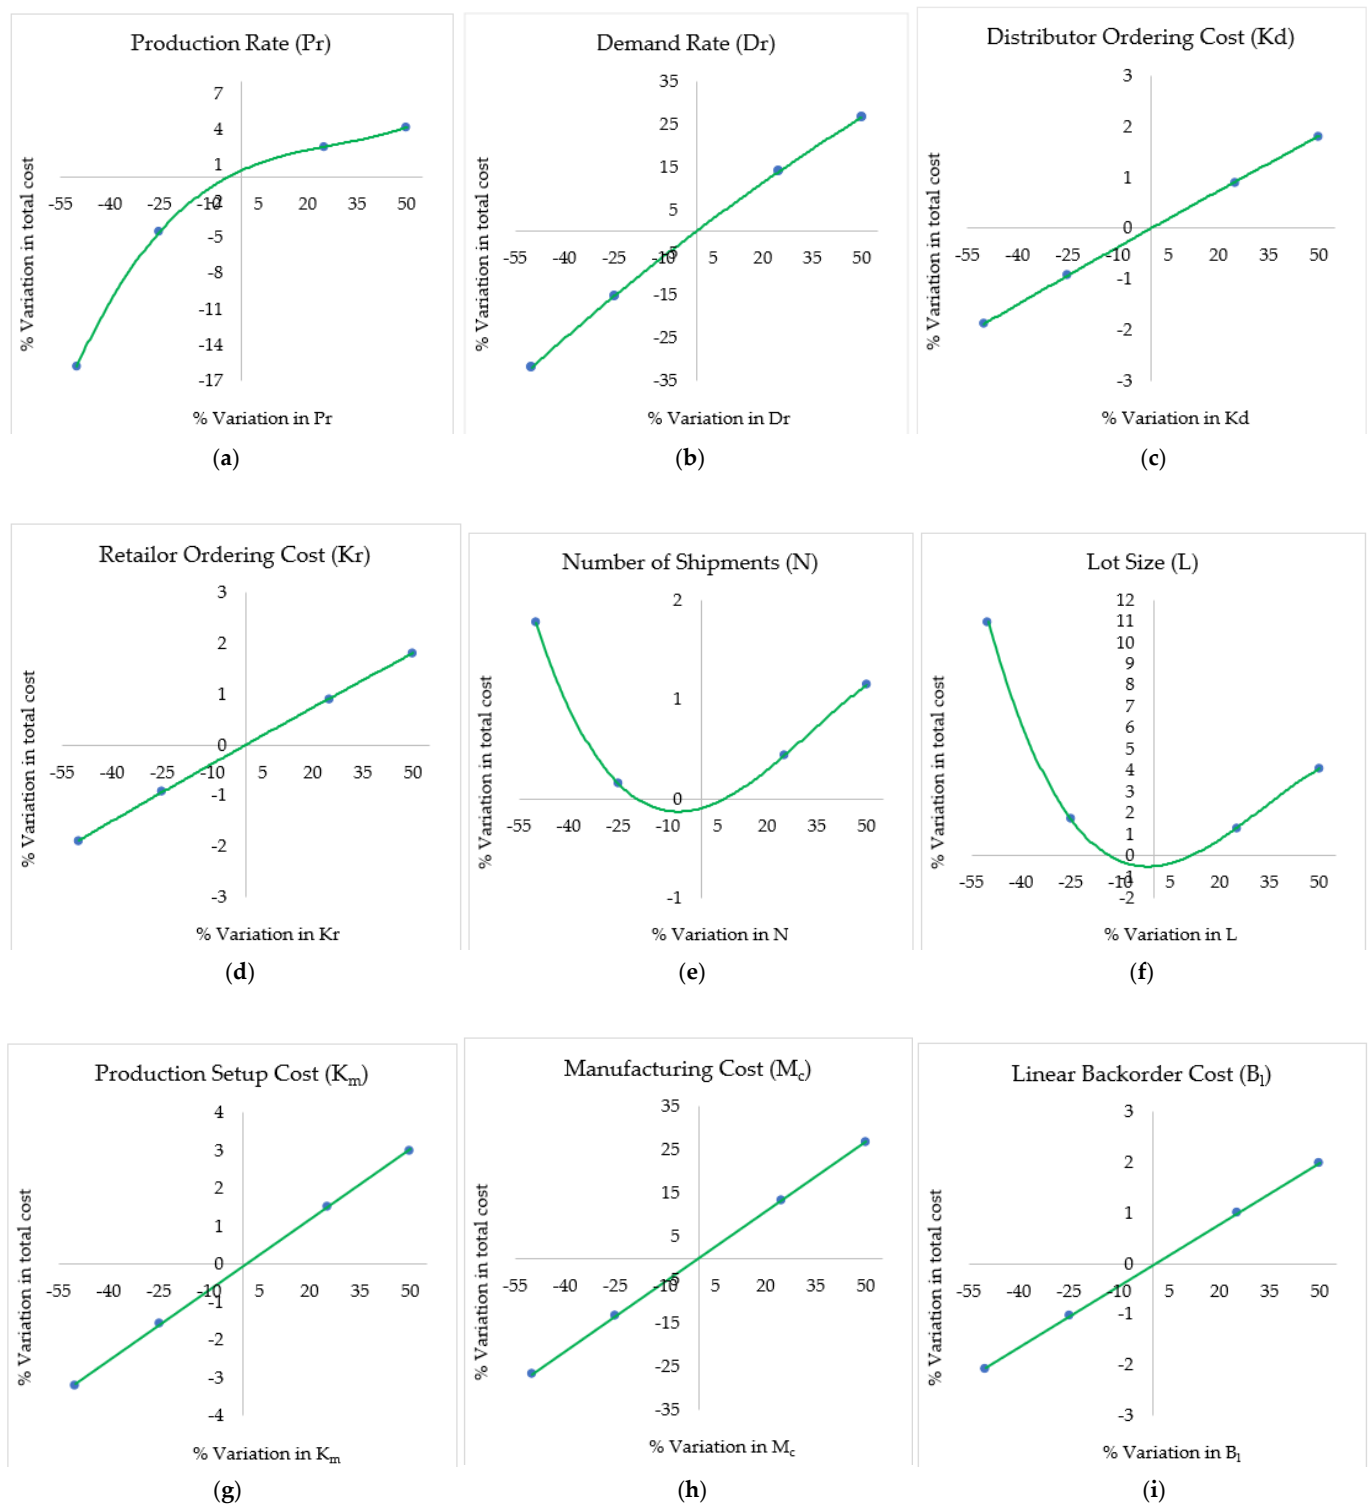 Production Rate (Pr)
7
4
1
-2
-5
-8
-11
-14
-17
-55 -40 -25 -10 5 20 35 50
% Variation in total cost
% Variation in Pr
(a)
Demand Rate (Dr)
35
25
15
5
-5
-15
-25
-35
-55 -40 -25 -10 5 20 35 50
% Variation in total cost
% Variation in Dr
(b)
Distributor Ordering Cost (Kd)
3
2
1
0
-1
-2
-3
-55 -40 -25 -10 5 20 35 50
% Variation in total cost
% Variation in Kd
(c)
Retailor Ordering Cost (Kr)
3
2
1
0
-1
-2
-3
-55 -40 -25 -10 5 20 35 50
% Variation in total cost
% Variation in Kr
(d)
Number of Shipments (N)
2
1
0
-1
-55 -40 -25 -10 5 20 35 50
% Variation in total cost
% Variation in N
(e)
Lot Size (L)
12
11
10
9
8
7
6
5
4
3
2
1
0
-1
-2
-55 -40 -25 -10 5 20 35 50
% Variation in total cost
% Variation in L
(f)
Production Setup Cost (Km)
4
3
2
1
0
-1
-2
-3
-4
-55 -40 -25 -10 5 20 35 50
% Variation in total cost
% Variation in Km
(g)
Manufacturing Cost (Mc)
35
25
15
5
-5
-15
-25
-35
-55 -40 -25 -10 5 20 35 50
% Variation in total cost
% Variation in Mc
(h)
Linear Backorder Cost (Bl)
3
2
1
0
-1
-2
-3
-55 -40 -25 -10 5 20 35 50
% Variation in total cost
% Variation in Bl
(i)